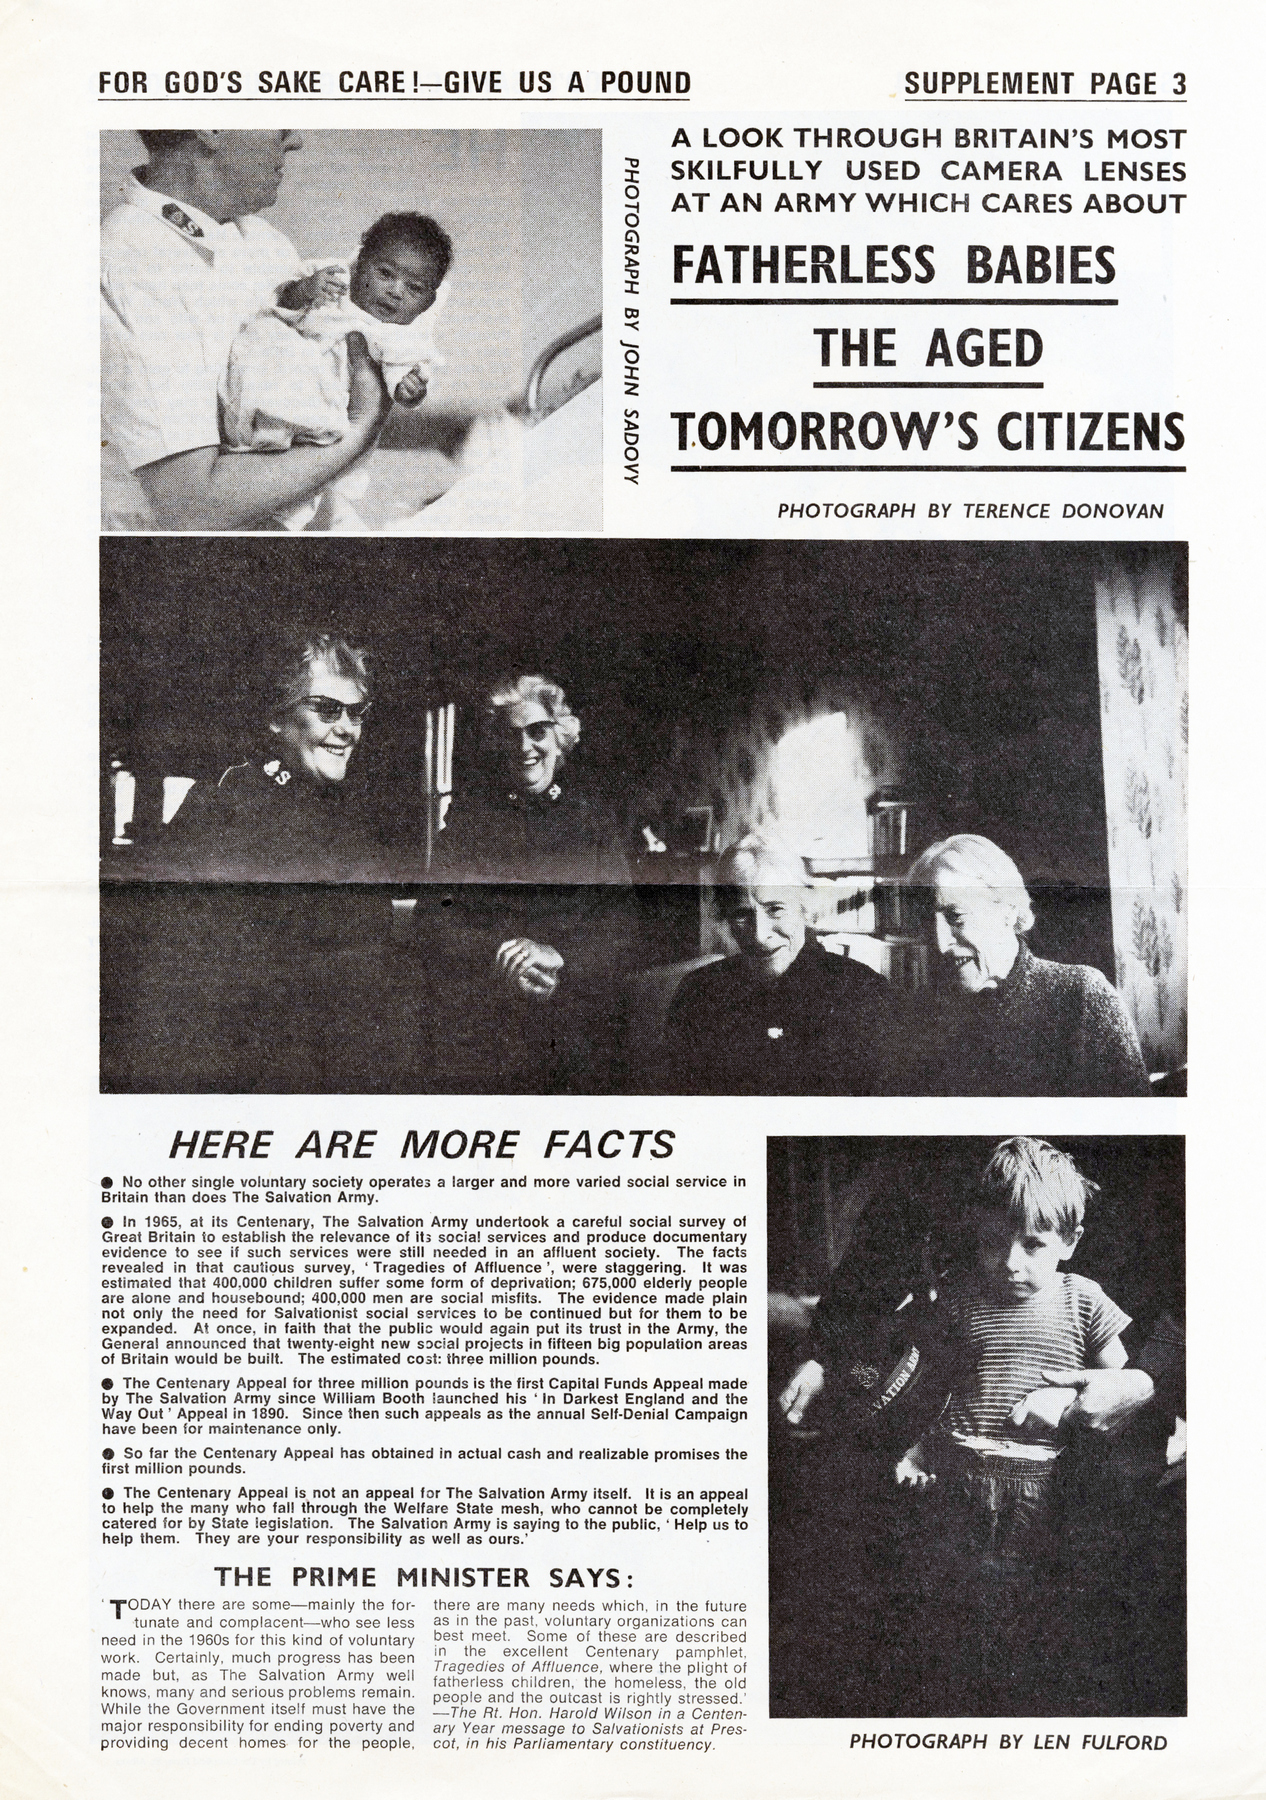 FOR GOD'S SAKE CARE!—GIVE US A POUND
SUPPLEMENT PAGE 3
A LOOK THROUGH BRITAIN'S MOST
SKILFULLY USED CAMERA LENSES
AT AN ARMY WHICH CARES ABOUT
FATHERLESS BABIES
THE AGED
TOMORROW'S CITIZENS
PHOTOGRAPH BY JOHN SADOVY
PHOTOGRAPH BY TERENCE DONOVAN
S
S
S
HERE ARE MORE FACTS
● No other single voluntary society operates a larger and more varied social service in
Britain than does The Salvation Army.
● In 1965, at its Centenary, The Salvation Army undertook a careful social survey of
Great Britain to establish the relevance of its social services and produce documentary
evidence to see if such services were still needed in an affluent society. The facts
revealed in that cautious survey, ' Tragedies of Affluence ', were staggering. It was
estimated that 400,000 children suffer some form of deprivation; 675,000 elderly people
are alone and housebound; 400,000 men are social misfits. The evidence made plain
not only the need for Salvationist social services to be continued but for them to be
expanded. At once, in faith that the public would again put its trust in the Army, the
General announced that twenty-eight new social projects in fifteen big population areas
of Britain would be built. The estimated cost: three million pounds.
● The Centenary Appeal for three million pounds is the first Capital Funds Appeal made
by The Salvation Army since William Booth launched his ' In Darkest England and the
Way Out ' Appeal in 1890. Since then such appeals as the annual Self-Denial Campaign
have been for maintenance only.
● So far the Centenary Appeal has obtained in actual cash and realizable promises the
first million pounds.
● The Centenary Appeal is not an appeal for The Salvation Army itself. It is an appeal
to help the many who fall through the Welfare State mesh, who cannot be completely
catered for by State legislation. The Salvation Army is saying to the public, ' Help us to
help them. They are your responsibility as well as ours.'
THE PRIME MINISTER SAYS:
' TODAY there are some—mainly the for-
tunate and complacent—who see less
need in the 1960s for this kind of voluntary
work. Certainly, much progress has been
made but, as The Salvation Army well
knows, many and serious problems remain.
While the Government itself must have the
major responsibility for ending poverty and
providing decent homes for the people,
there are many needs which, in the future
as in the past, voluntary organizations can
best meet. Some of these are described
in the excellent Centenary pamphlet,
Tragedies of Affluence, where the plight of
fatherless children, the homeless, the old
people and the outcast is rightly stressed.'
—The Rt. Hon. Harold Wilson in a Centen-
ary Year message to Salvationists at Pres-
cot, in his Parliamentary constituency.
VATION ARMY
PHOTOGRAPH BY LEN FULFORD